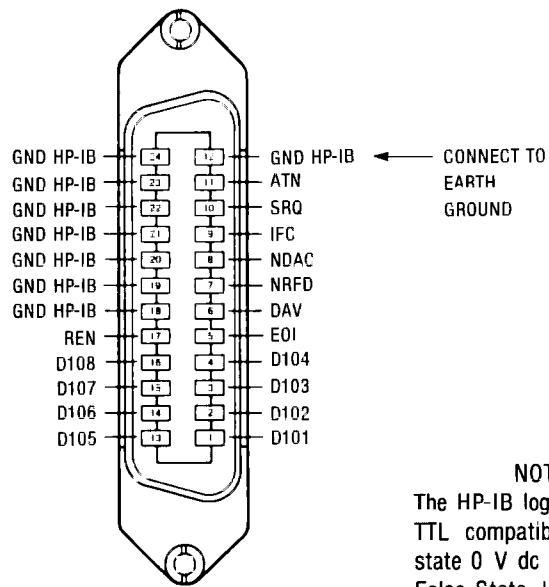 GND HP-IB 24 12 GND HP-IB CONNECT TO
GND HP-IB 23 11 ATN EARTH
GND HP-IB 22 10 SRQ GROUND
GND HP-IB 21 9 IFC
GND HP-IB 20 8 NDAC
GND HP-IB 19 7 NRFD
GND HP-IB 18 6 DAV
REN 17 5 EOI
D108 16 4 D104
D107 15 3 D103
D106 14 2 D102
D105 13 1 D101
NOT
The HP-IB log
TTL compatib
state 0 V dc